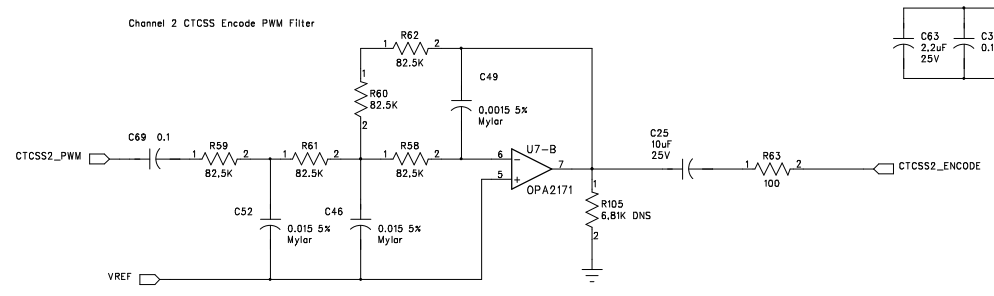 Channel 2 CTCSS Encode PWM Filter
C63
2.2uF
25V
C3
0.1
1 R62 2
82.5K
1
R60
82.5K
2
C49
0.0015 5%
Mylar
CTCSS2_PWM
C69 0.1
1 R59 2
82.5K
1 R61 2
82.5K
1 R58 2
82.5K
6
5
U7-B
7
OPA2171
C25
10uF
25V
1 R63 2
100
CTCSS2_ENCODE
1
R105
6.81K DNS
2
C52
0.015 5%
Mylar
C46
0.015 5%
Mylar
VREF